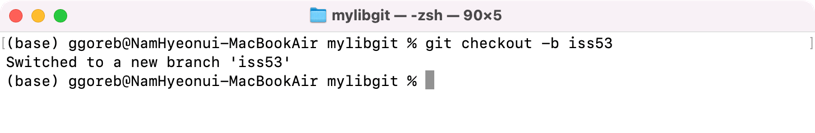 mylibgit — -zsh — 90×5
(base) ggoreb@NamHyeonui-MacBookAir mylibgit % git checkout -b iss53
Switched to a new branch 'iss53'
(base) ggoreb@NamHyeonui-MacBookAir mylibgit %